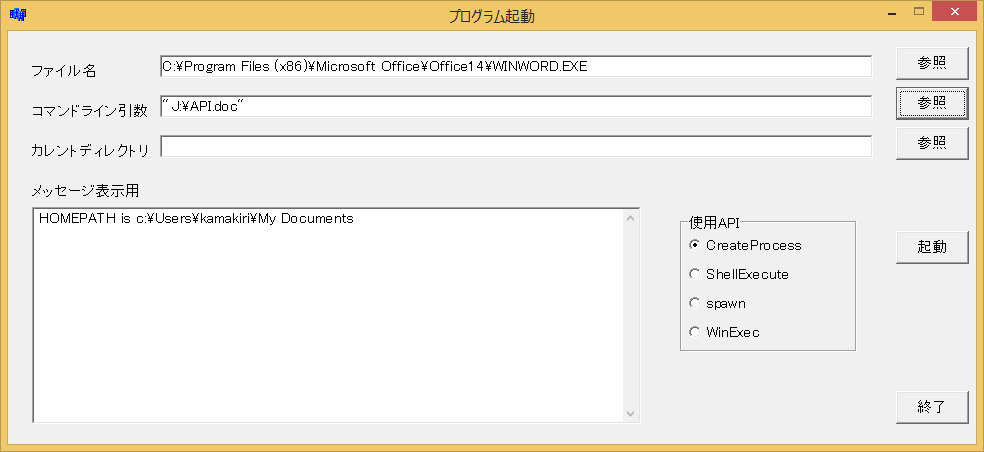 プログラム起動
ファイル名
C:¥Program Files (x86)¥Microsoft Office¥Office14¥WINWORD.EXE
参照
コマンドライン引数
"J:¥API.doc"
参照
カレントディレクトリ
参照
メッセージ表示用
HOMEPATH is c:¥Users¥kamakiri¥My Documents
使用API
CreateProcess
ShellExecute
spawn
WinExec
起動
終了